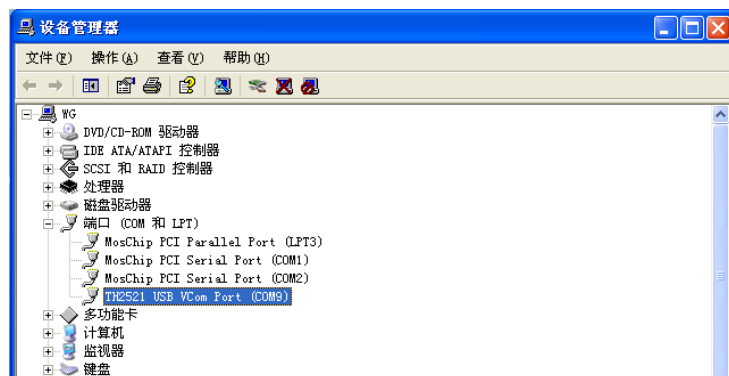 设备管理器
文件(F) 操作(A) 查看(V) 帮助(H)
WG
DVD/CD-ROM 驱动器
IDE ATA/ATAPI 控制器
SCSI 和 RAID 控制器
处理器
磁盘驱动器
端口 (COM 和 LPT)
MosChip PCI Parallel Port (LPT3)
MosChip PCI Serial Port (COM1)
MosChip PCI Serial Port (COM2)
TH2521 USB VCom Port (COM9)
多功能卡
计算机
监视器
键盘